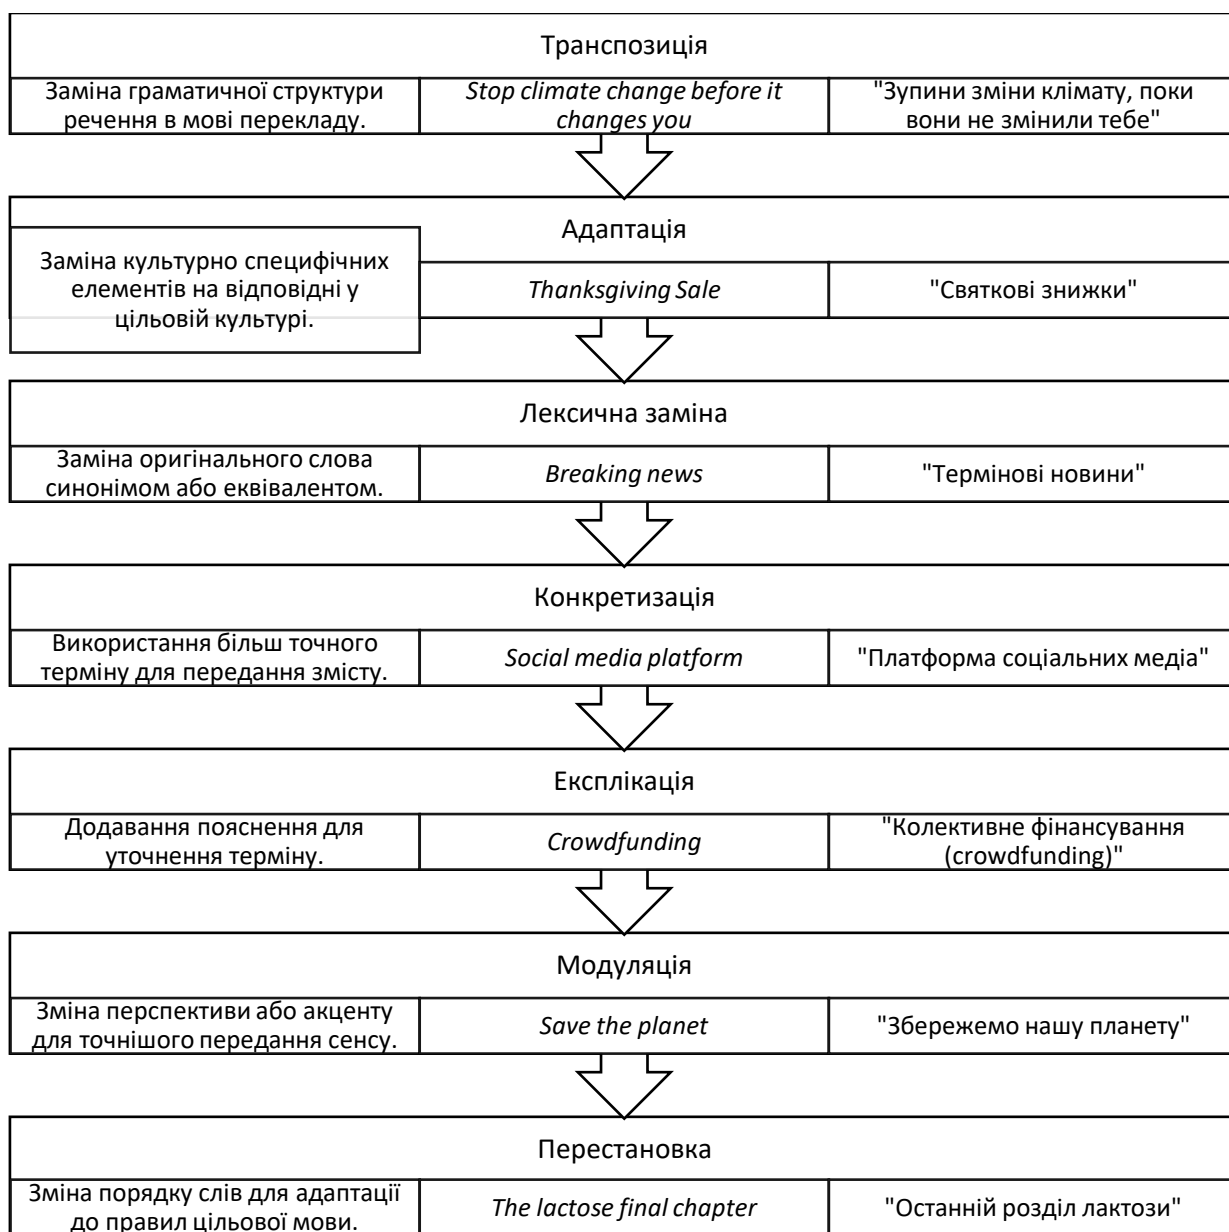 Транспозиція
Заміна граматичної структури
речення в мові перекладу.
Stop climate change before it
changes you
"Зупини зміни клімату, поки
вони не змінили тебе"
Адаптація
Заміна культурно специфічних
елементів на відповідні у
цільовій культурі.
Thanksgiving Sale
"Святкові знижки"
Лексична заміна
Заміна оригінального слова
синонімом або еквівалентом.
Breaking news
"Термінові новини"
Конкретизація
Використання більш точного
терміну для передання змісту.
Social media platform
"Платформа соціальних медіа"
Експлікація
Додавання пояснення для
уточнення терміну.
Crowdfunding
"Колективне фінансування
(crowdfunding)"
Модуляція
Зміна перспективи або акценту
для точнішого передання сенсу.
Save the planet
"Збережемо нашу планету"
Перестановка
Зміна порядку слів для адаптації
до правил цільової мови.
The lactose final chapter
"Останній розділ лактози"